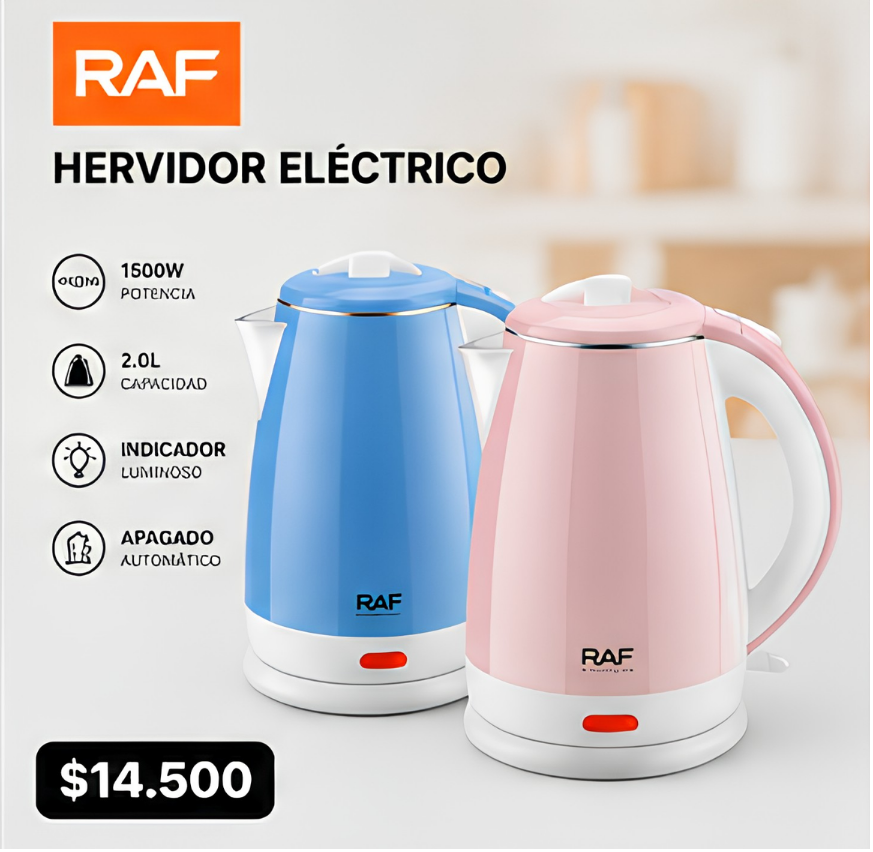 RAF
HERVIDOR ELÉCTRICO
1500W
POTENCIA
2.0L
CAPACIDAD
INDICADOR
LUMINOSO
APAGADO
AUTOMÁTICO
RAF
RAF
$14.500